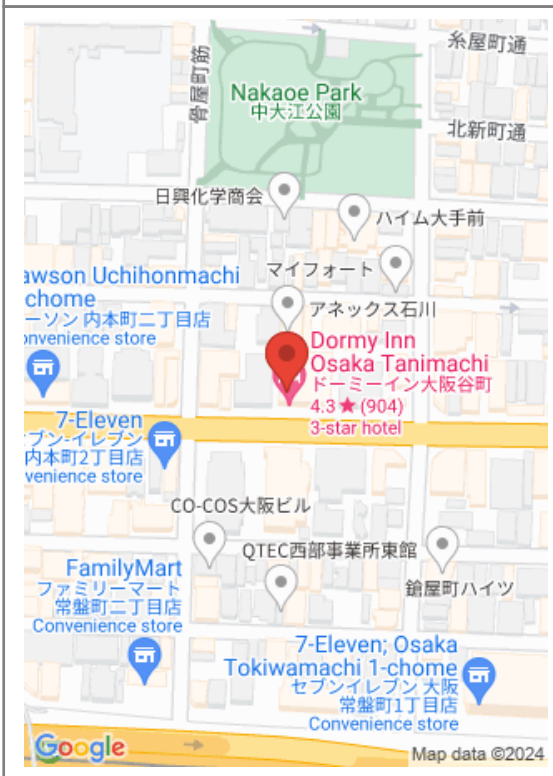 糸屋町通
骨屋町筋
Nakaoe Park
中大江公園
北新町通
日興化学商会
ハイム大手前
マイフォート
awson Uchihonmachi
chome
ーソン 内本町二丁目店
onvenience store
アネックス石川
Dormy Inn
Osaka Tanimachi
ドーミーイン大阪谷町
4.3 ★ (904)
3-star hotel
7-Eleven
ブン-イレブン
内本町2丁目店
venience store
CO-COS大阪ビル
QTEC西部事業所東館
鎗屋町ハイツ
FamilyMart
ファミリーマート
常盤町二丁目店
Convenience store
7-Eleven; Osaka
Tokiwamachi 1-chome
セブンイレブン 大阪
常盤町1丁目店
Convenience store
Google
Map data ©2024